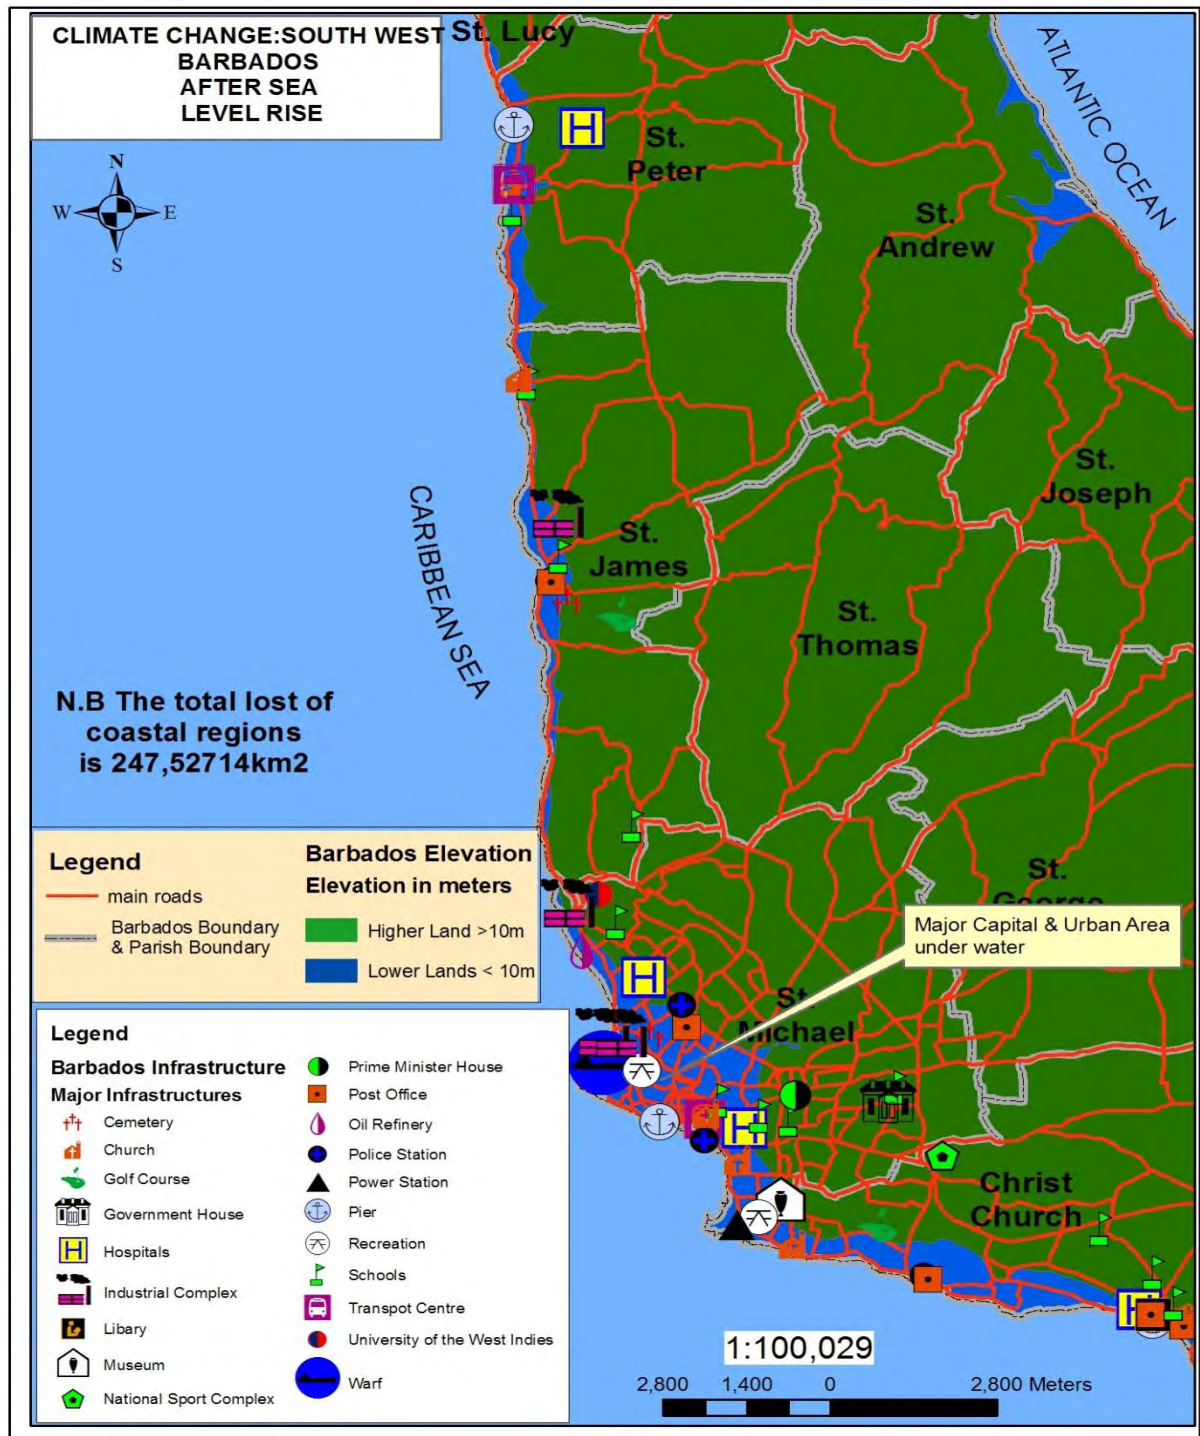 CLIMATE CHANGE:SOUTH WEST
BARBADOS
AFTER SEA
LEVEL RISE
St. Lucy
ATLANTIC OCEAN
N
W
E
S
St.
Peter
St.
Andrew
St.
Joseph
CARIBBEAN SEA
St.
James
St.
Thomas
N.B The total lost of
coastal regions
is 247,52714km2
Legend
main roads
Barbados Boundary
& Parish Boundary
Barbados Elevation
Elevation in meters
Higher Land >10m
Lower Lands < 10m
St.
George
Major Capital & Urban Area
under water
St.
Michael
Christ
Church
Legend
Barbados Infrastructure
Major Infrastructures
Cemetery
Church
Golf Course
Government House
Hospitals
Industrial Complex
Libary
Museum
National Sport Complex
Prime Minister House
Post Office
Oil Refinery
Police Station
Power Station
Pier
Recreation
Schools
Transpot Centre
University of the West Indies
Warf
H
H
H
H
H
1:100,029
2,800 1,400 0 2,800 Meters